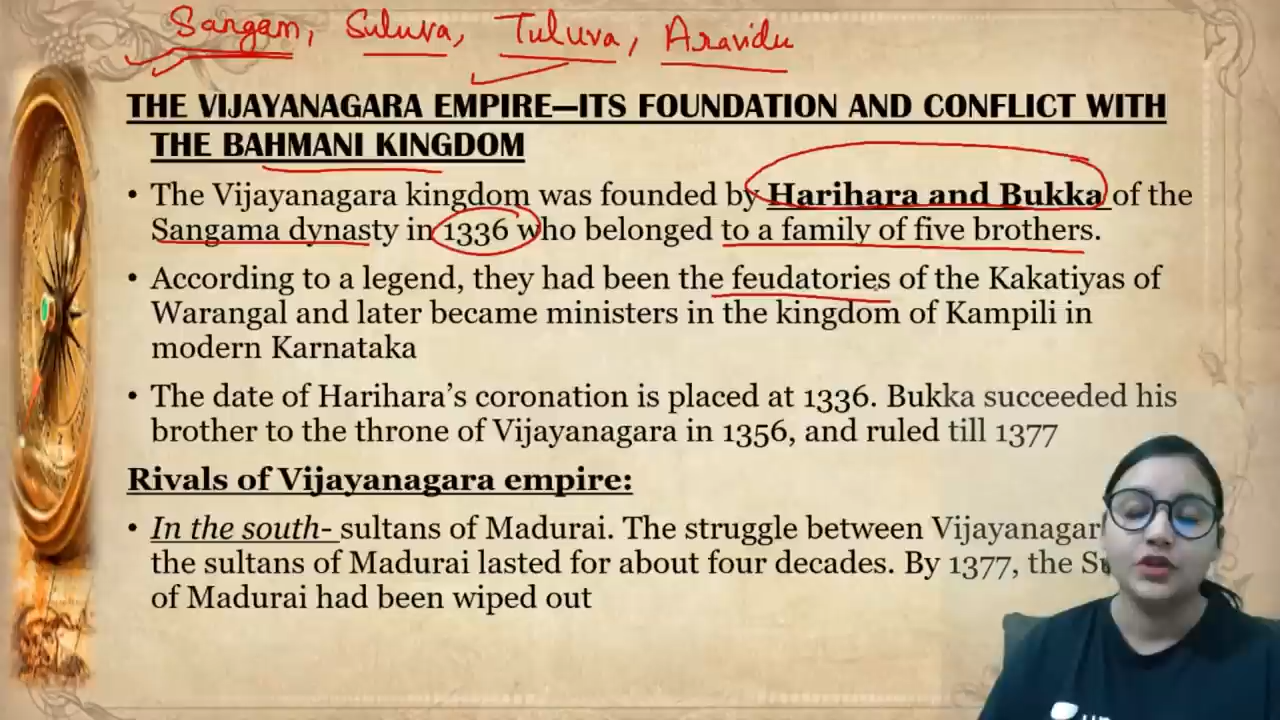 Sangam, Suluva, Tuluva, Aravidu
THE VIJAYANAGARA EMPIRE—ITS FOUNDATION AND CONFLICT WITH
THE BAHMANI KINGDOM
• The Vijayanagara kingdom was founded by Harihara and Bukka of the
Sangama dynasty in 1336 who belonged to a family of five brothers.
• According to a legend, they had been the feudatories of the Kakatiyas of
Warangal and later became ministers in the kingdom of Kampili in
modern Karnataka
• The date of Harihara's coronation is placed at 1336. Bukka succeeded his
brother to the throne of Vijayanagara in 1356, and ruled till 1377
Rivals of Vijayanagara empire:
• In the south- sultans of Madurai. The struggle between Vijayanagar
the sultans of Madurai lasted for about four decades. By 1377, the
of Madurai had been wiped out